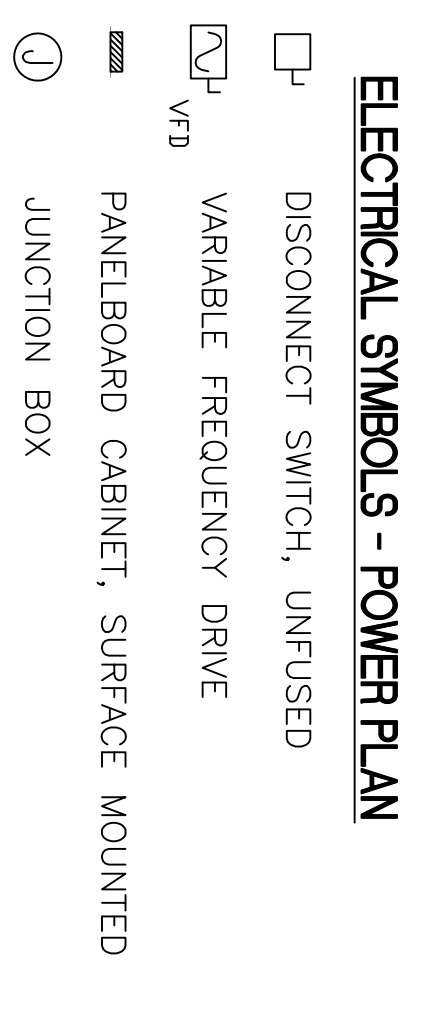 ELECTRICAL SYMBOLS - POWER PLAN
DISCONNECT SWITCH, UNFUSED
VFD VARIABLE FREQUENCY DRIVE
PANELBOARD CABINET, SURFACE MOUNTED
J JUNCTION BOX